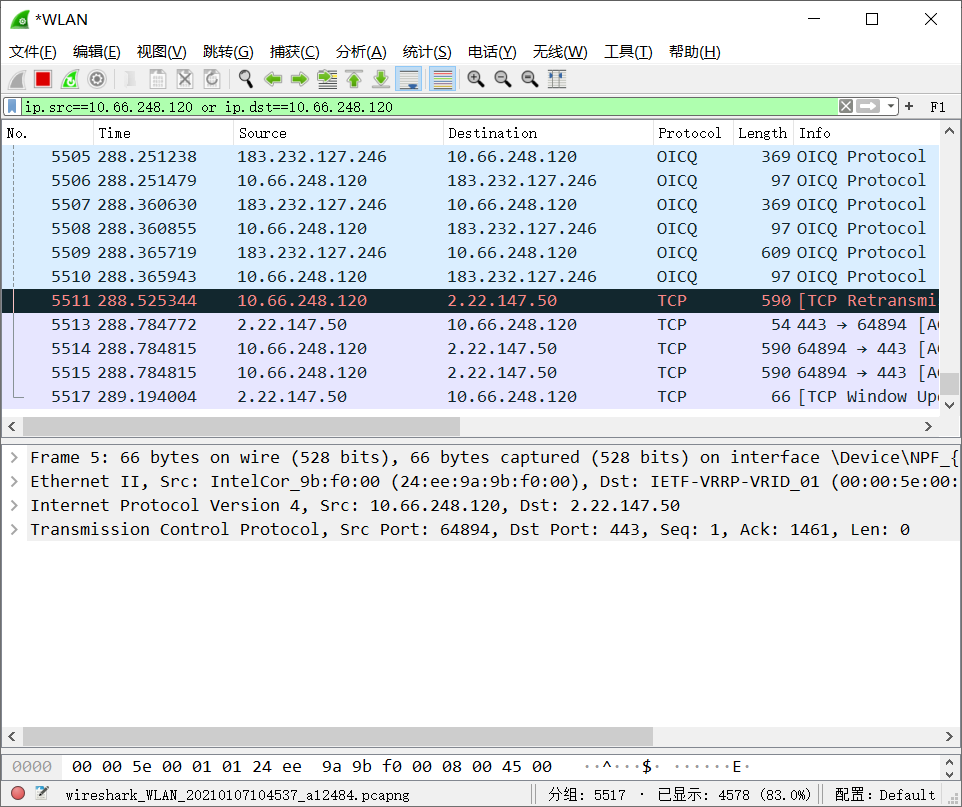 *WLAN
文件(F) 编辑(E) 视图(V) 跳转(G) 捕获(C) 分析(A) 统计(S) 电话(Y) 无线(W) 工具(T) 帮助(H)
ip.src==10.66.248.120 or ip.dst==10.66.248.120 + F1
No. Time Source Destination Protocol Length Info
5505 288.251238 183.232.127.246 10.66.248.120 OICQ 369 OICQ Protocol
5506 288.251479 10.66.248.120 183.232.127.246 OICQ 97 OICQ Protocol
5507 288.360630 183.232.127.246 10.66.248.120 OICQ 369 OICQ Protocol
5508 288.360855 10.66.248.120 183.232.127.246 OICQ 97 OICQ Protocol
5509 288.365719 183.232.127.246 10.66.248.120 OICQ 609 OICQ Protocol
5510 288.365943 10.66.248.120 183.232.127.246 OICQ 97 OICQ Protocol
5511 288.525344 10.66.248.120 2.22.147.50 TCP 590 [TCP Retransmi
5513 288.784772 2.22.147.50 10.66.248.120 TCP 54 443 → 64894 [A
5514 288.784815 10.66.248.120 2.22.147.50 TCP 590 64894 → 443 [A
5515 288.784815 10.66.248.120 2.22.147.50 TCP 590 64894 → 443 [A
5517 289.194004 2.22.147.50 10.66.248.120 TCP 66 [TCP Window Up
Frame 5: 66 bytes on wire (528 bits), 66 bytes captured (528 bits) on interface \Device\NPF_{
Ethernet II, Src: IntelCor_9b:f0:00 (24:ee:9a:9b:f0:00), Dst: IETF-VRRP-VRID_01 (00:00:5e:00:
Internet Protocol Version 4, Src: 10.66.248.120, Dst: 2.22.147.50
Transmission Control Protocol, Src Port: 64894, Dst Port: 443, Seq: 1, Ack: 1461, Len: 0
0000 00 00 5e 00 01 01 24 ee 9a 9b f0 00 08 00 45 00 ··^···$· ······E·
wireshark_WLAN_20210107104537_a12484.pcapng 分组: 5517 · 已显示: 4578 (83.0%) 配置: Default